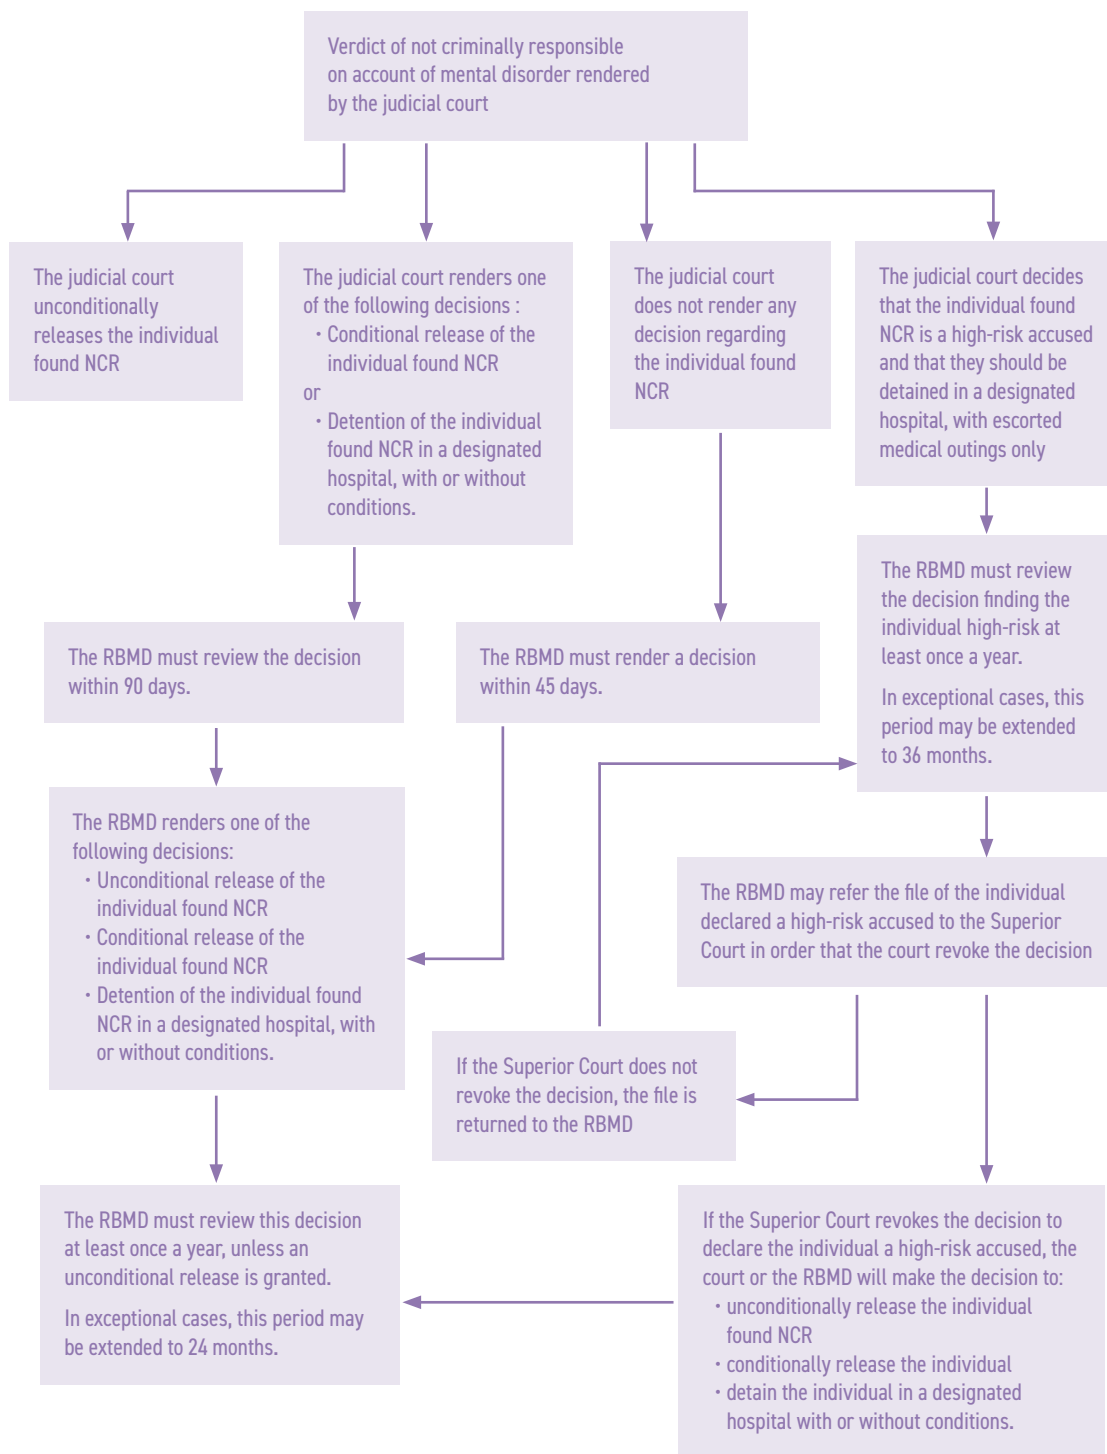 Verdict of not criminally responsible
on account of mental disorder rendered
by the judicial court
The judicial court
unconditionally
releases the individual
found NCR
The judicial court renders one
of the following decisions :
· Conditional release of the
individual found NCR
or
· Detention of the individual
found NCR in a designated
hospital, with or without
conditions.
The judicial court
does not render any
decision regarding
the individual found
NCR
The judicial court decides
that the individual found
NCR is a high-risk accused
and that they should be
detained in a designated
hospital, with escorted
medical outings only
The RBMD must review
the decision finding the
individual high-risk at
least once a year.
In exceptional cases, this
period may be extended
to 36 months.
The RBMD must review the decision
within 90 days.
The RBMD must render a decision
within 45 days.
The RBMD renders one of the
following decisions:
· Unconditional release of the
individual found NCR
· Conditional release of the
individual found NCR
· Detention of the individual found
NCR in a designated hospital, with
or without conditions.
The RBMD may refer the file of the individual
declared a high-risk accused to the Superior
Court in order that the court revoke the decision
If the Superior Court does not
revoke the decision, the file is
returned to the RBMD
The RBMD must review this decision
at least once a year, unless an
unconditional release is granted.
In exceptional cases, this period may
be extended to 24 months.
If the Superior Court revokes the decision to
declare the individual a high-risk accused, the
court or the RBMD will make the decision to:
· unconditionally release the individual
found NCR
· conditionally release the individual
· detain the individual in a designated
hospital with or without conditions.